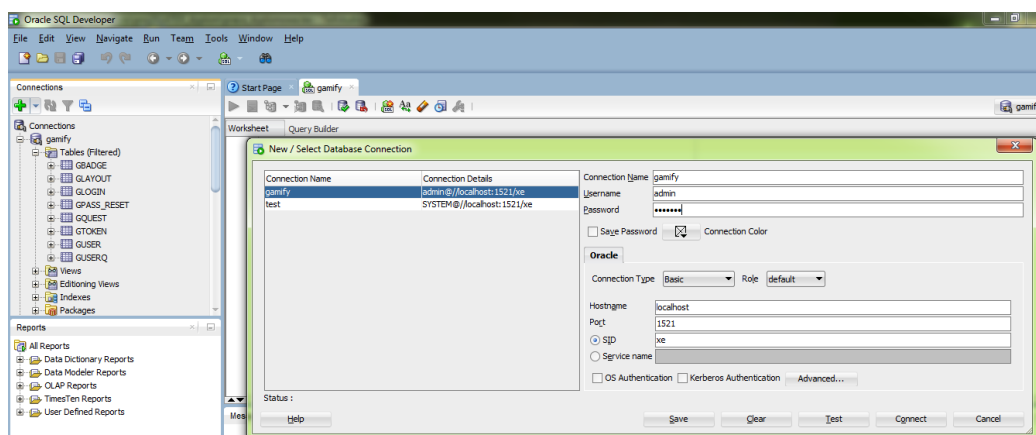 Oracle SQL Developer
File Edit View Navigate Run Team Tools Window Help
Connections
Start Page
gamify
Connections
gamify
Tables (Filtered)
GBADGE
GLAYOUT
GLOGIN
GPASS_RESET
GQUEST
GTOKEN
GUSER
GUSERQ
Views
Editioning Views
Indexes
Packages
Reports
All Reports
Data Dictionary Reports
Data Modeler Reports
OLAP Reports
TimesTen Reports
User Defined Reports
gamif
Worksheet Query Builder
New / Select Database Connection
Connection Name Connection Details
gamify admin@//localhost:1521/xe
test SYSTEM@//localhost:1521/xe
Connection Name gamify
Username admin
Password •••••••
Save Password Connection Color
Oracle
Connection Type Basic Role default
Hostname localhost
Port 1521
SID xe
Service name
OS Authentication Kerberos Authentication Advanced...
Status :
Mes
Help Save Clear Test Connect Cancel